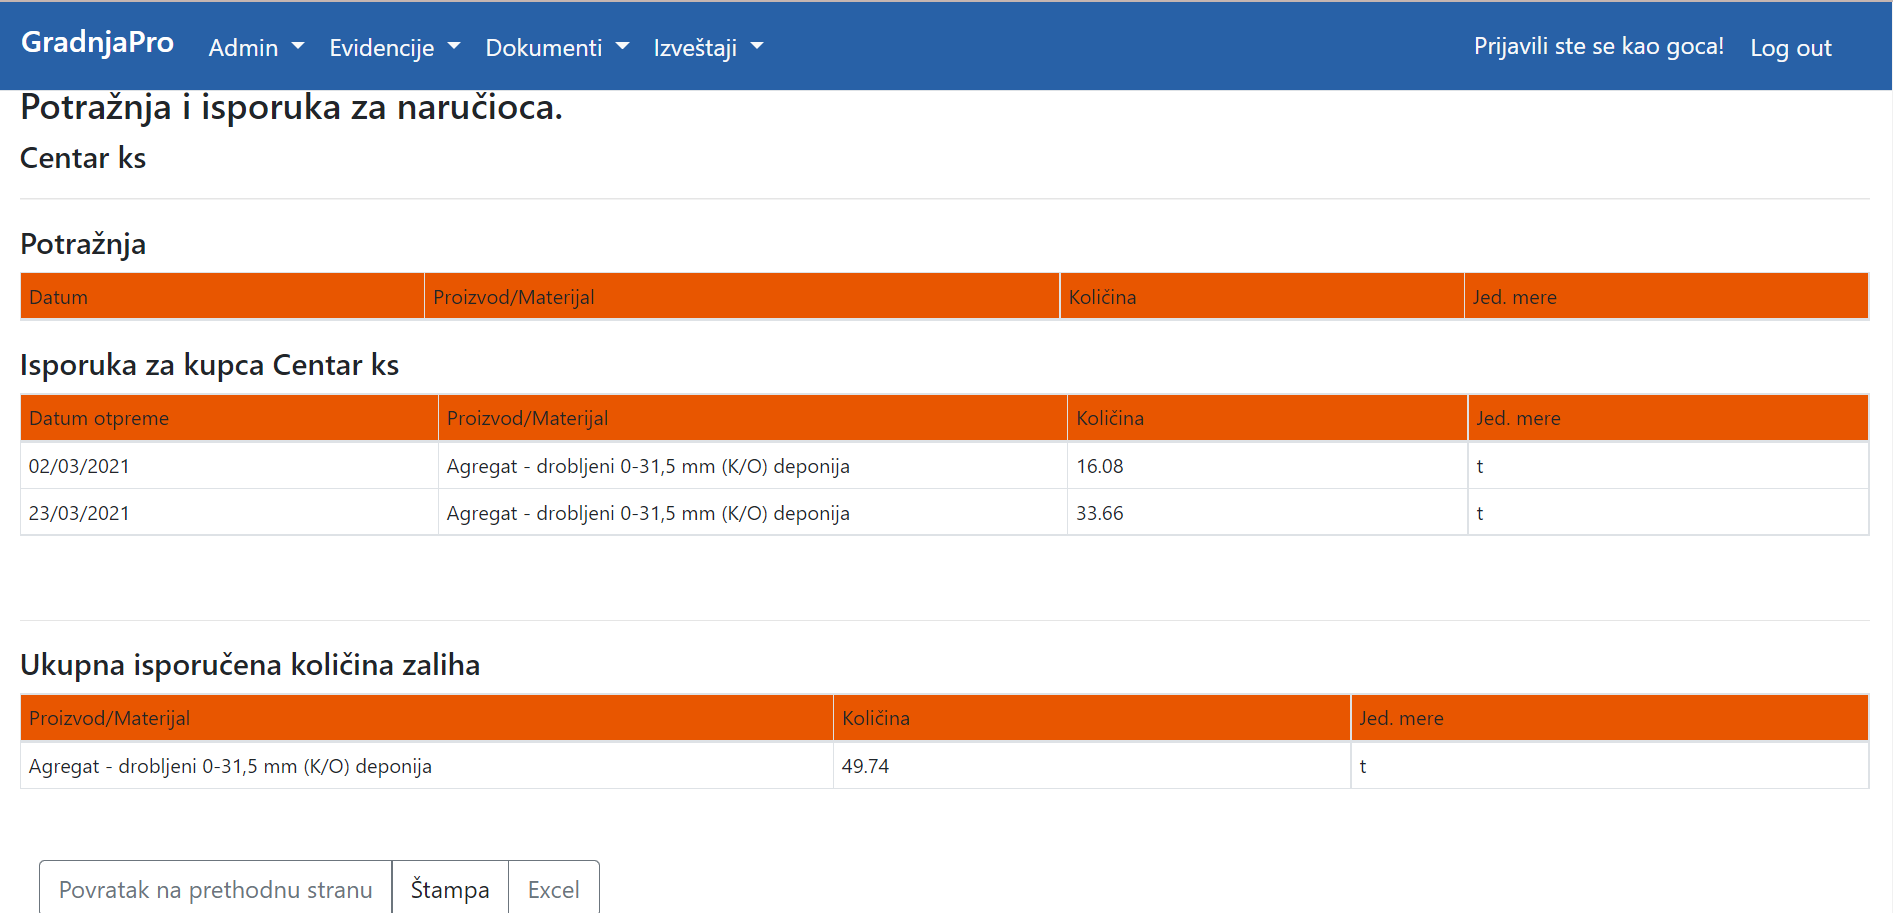 GradnjaPro Admin Evidencije Dokumenti Izveštaji Prijavili ste se kao goca! Log out
Potražnja i isporuka za naručioca.
Centar ks
Potražnja
Datum Proizvod/Materijal Količina Jed. mere
Isporuka za kupca Centar ks
Datum otpreme Proizvod/Materijal Količina Jed. mere
02/03/2021 Agregat - drobljeni 0-31,5 mm (K/O) deponija 16.08 t
23/03/2021 Agregat - drobljeni 0-31,5 mm (K/O) deponija 33.66 t
Ukupna isporučena količina zaliha
Proizvod/Materijal Količina Jed. mere
Agregat - drobljeni 0-31,5 mm (K/O) deponija 49.74 t
Povratak na prethodnu stranu Štampa Excel